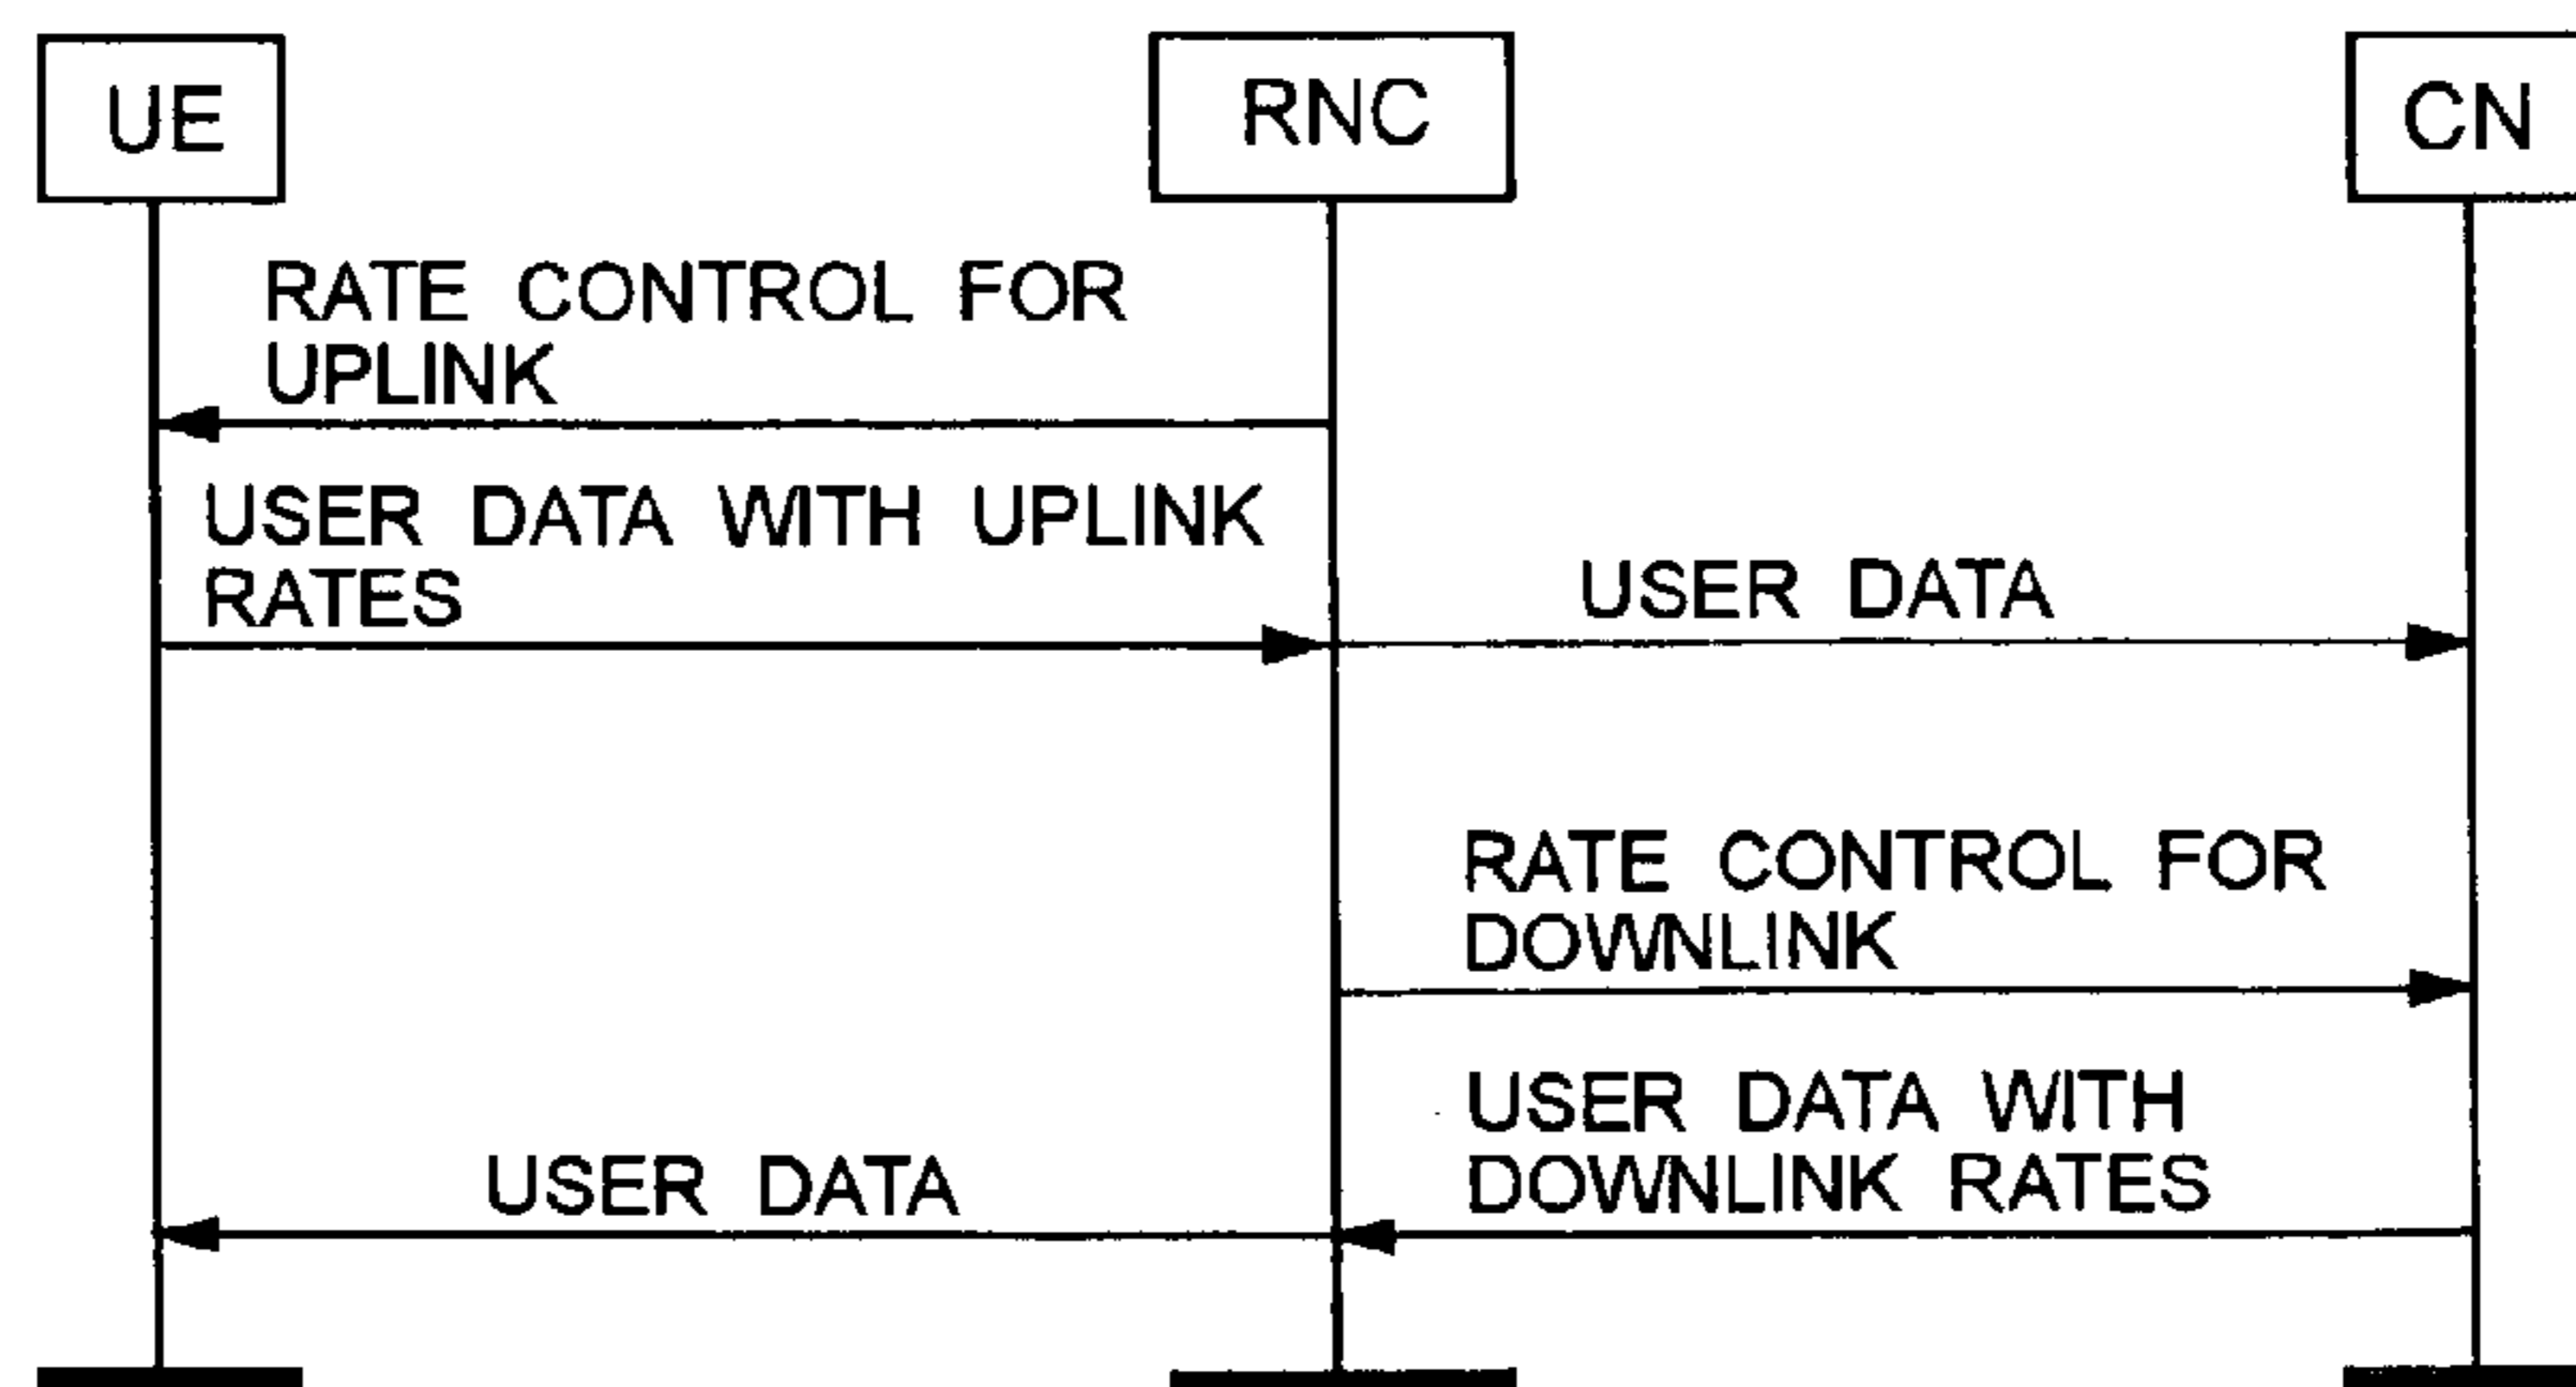 UE
RNC
CN
RATE CONTROL FOR
UPLINK
USER DATA WITH UPLINK
RATES
USER DATA
RATE CONTROL FOR
DOWNLINK
USER DATA WITH
DOWNLINK RATES
USER DATA